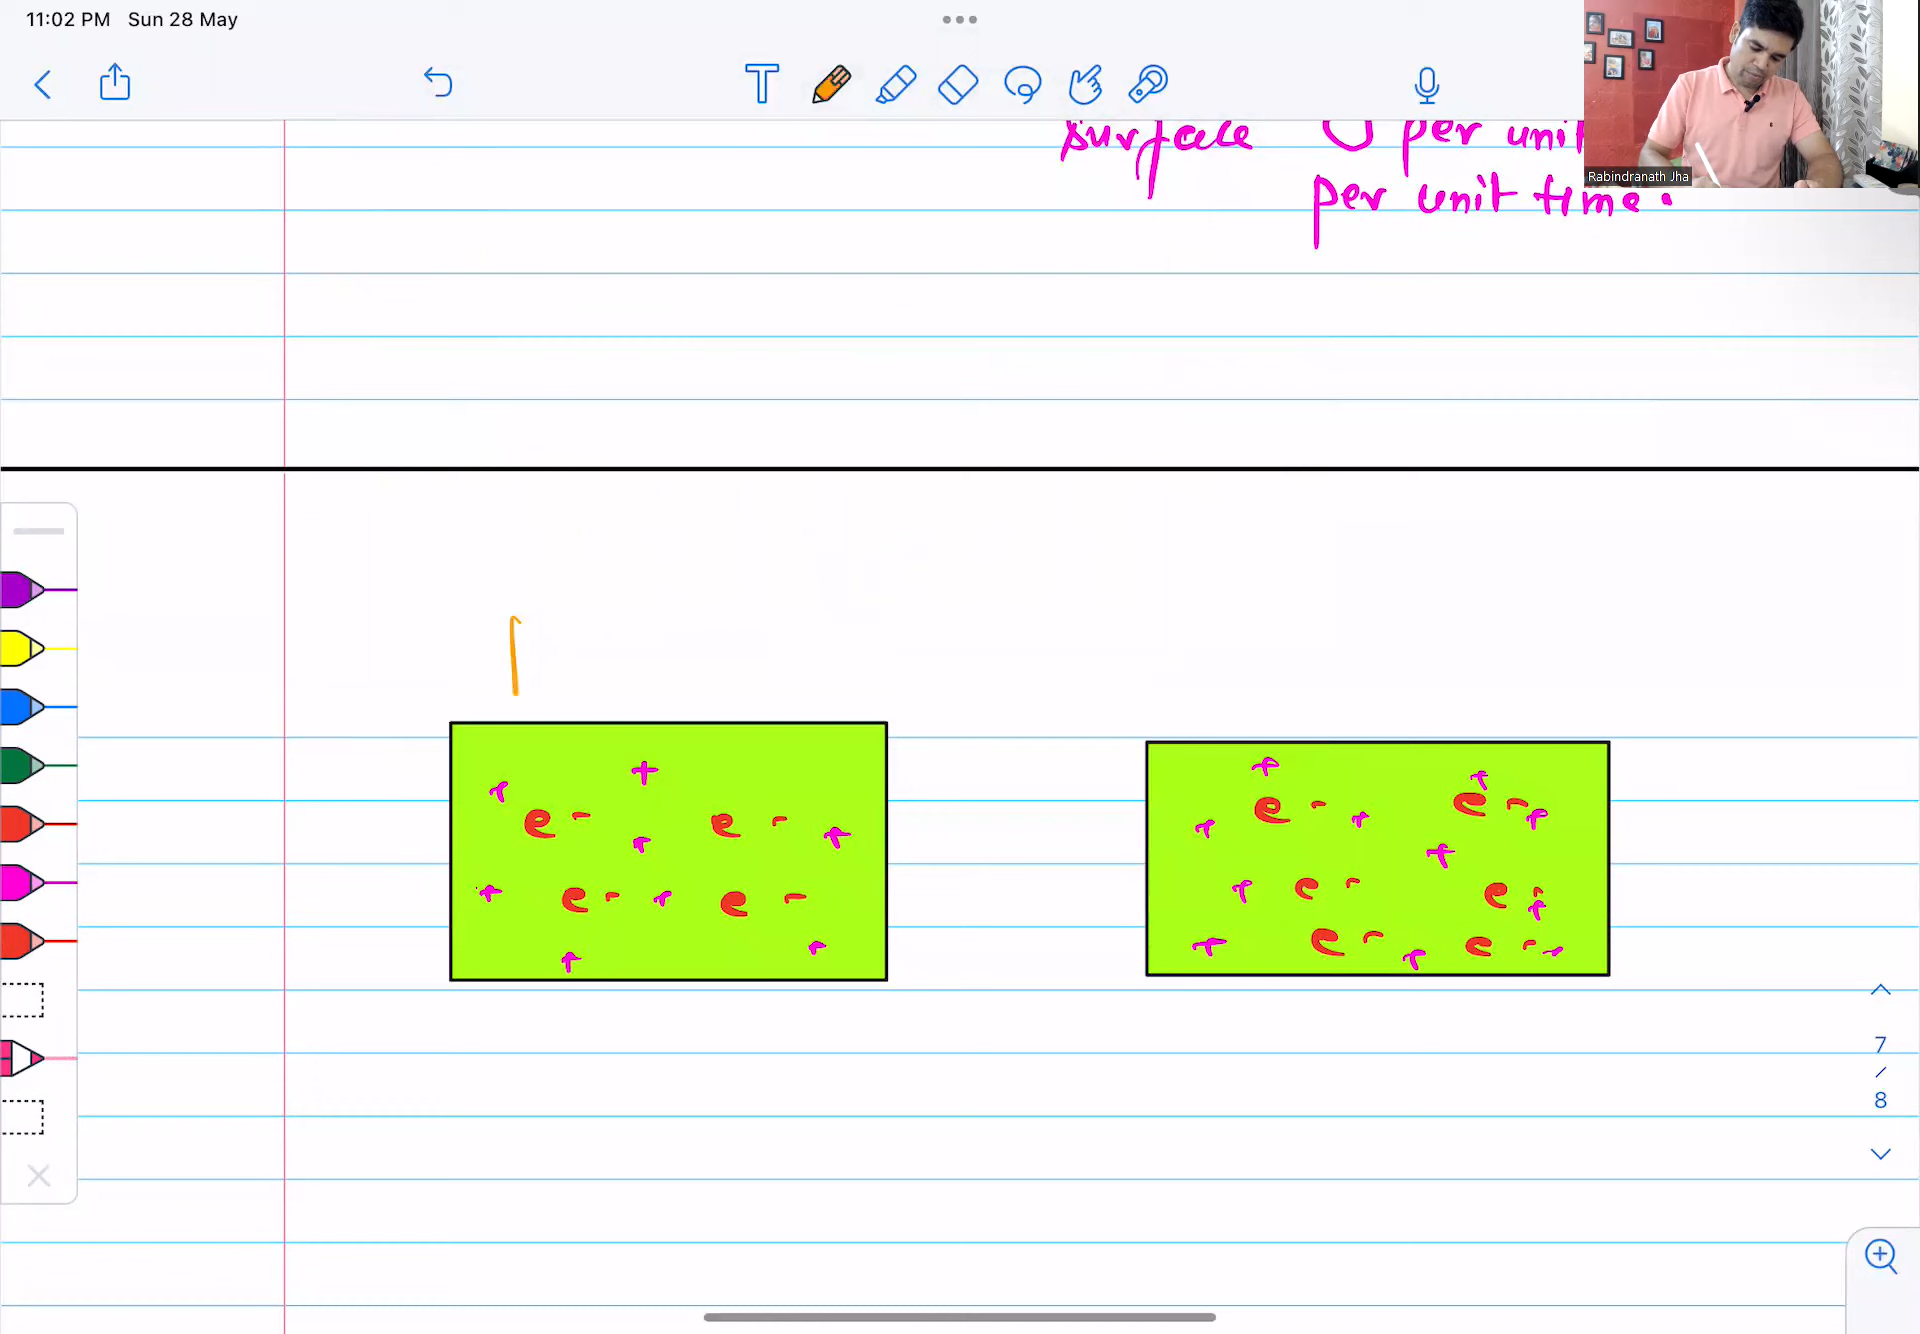 11:02 PM Sun 28 May
T
surface per unit
per unit time.
Rabindranath Jha
+ + e - e - + + + e - + e - + +
+ + e - + e - + + + + e - e - + + e - + e - +
7
/
8